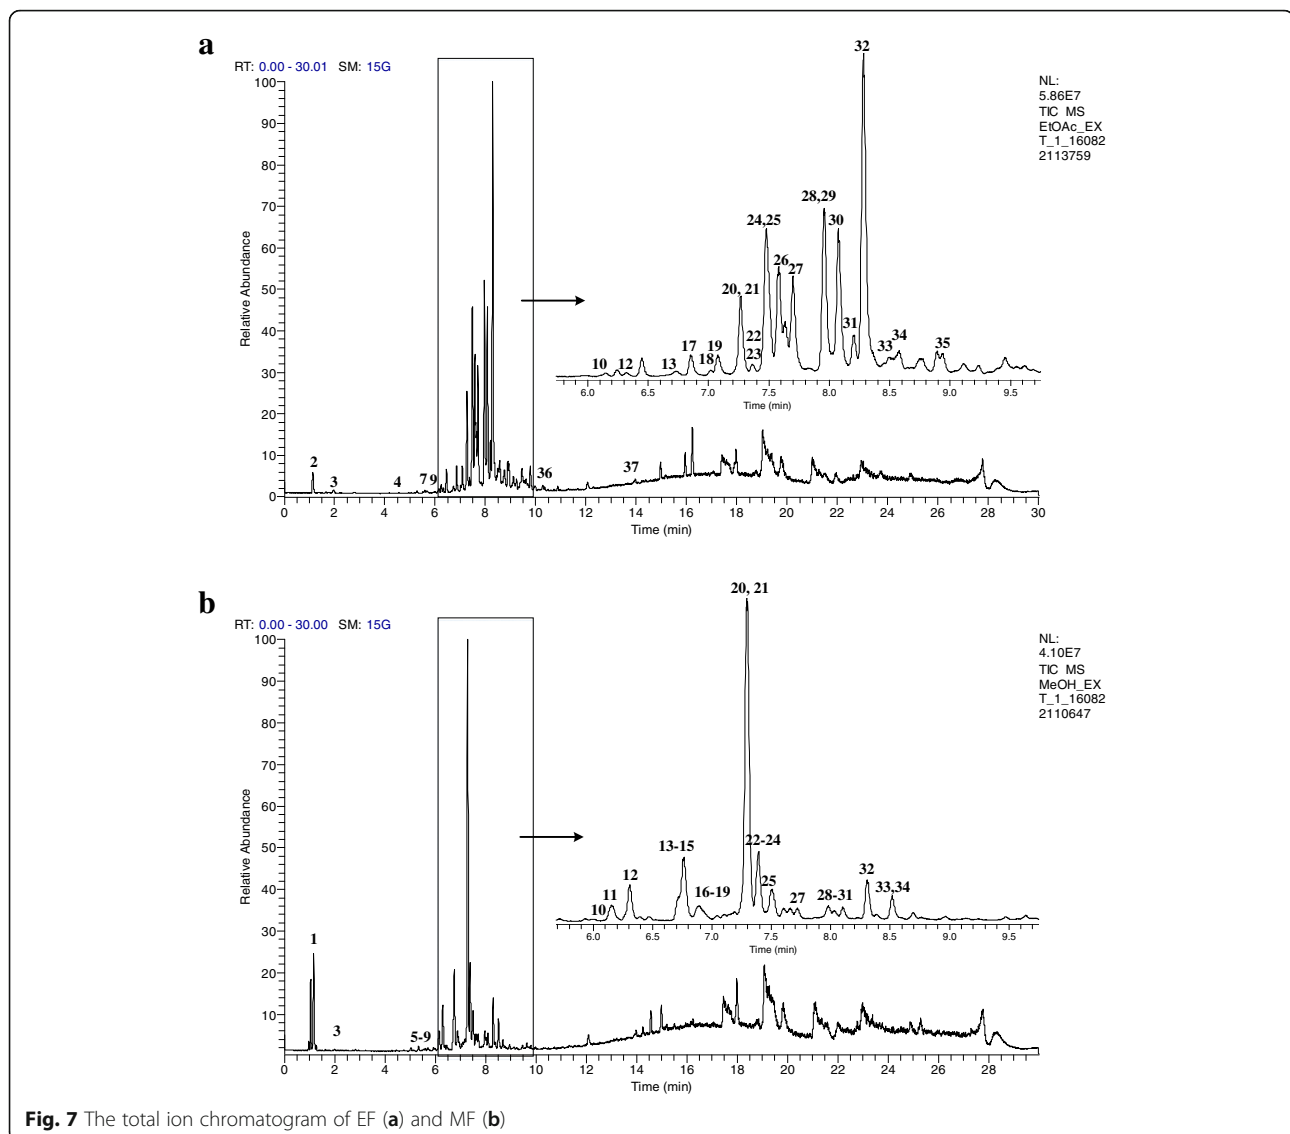 a
RT: 0.00 - 30.01 SM: 15G
NL:
5.86E7
TIC MS
EtOAc_EX
T_1_16082
2113759
32
28,29
30
24,25
26
27
20, 21
22
23
31
33
34
35
17
18
19
10
12
13
6.0 6.5 7.0 7.5 8.0 8.5 9.0 9.5
Time (min)
100
90
80
70
60
50
40
30
20
10
0
Relative Abundance
2
3
4
7
9
36
37
0 2 4 6 8 10 12 14 16 18 20 22 24 26 28 30
Time (min)
b
RT: 0.00 - 30.00 SM: 15G
NL:
4.10E7
TIC MS
MeOH_EX
T_1_16082
2110647
20, 21
22-24
13-15
12
11
10
16-19
25
27
28-31
32
33,34
6.0 6.5 7.0 7.5 8.0 8.5 9.0 9.5
Time (min)
100
90
80
70
60
50
40
30
20
10
Relative Abundance
1
3
5-9
0 2 4 6 8 10 12 14 16 18 20 22 24 26 28
Time (min)
Fig. 7 The total ion chromatogram of EF (a) and MF (b)